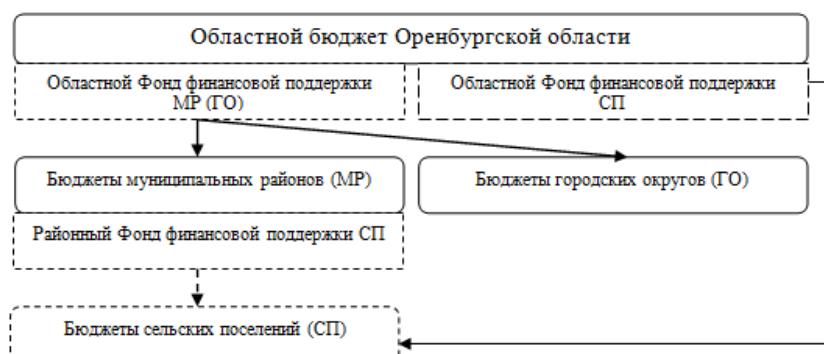 Областной бюджет Оренбургской области
Областной Фонд финансовой поддержки
МР (ГО)
Областной Фонд финансовой поддержки
СП
Бюджеты муниципальных районов (МР)
Бюджеты городских округов (ГО)
Районный Фонд финансовой поддержки СП
Бюджеты сельских поселений (СП)